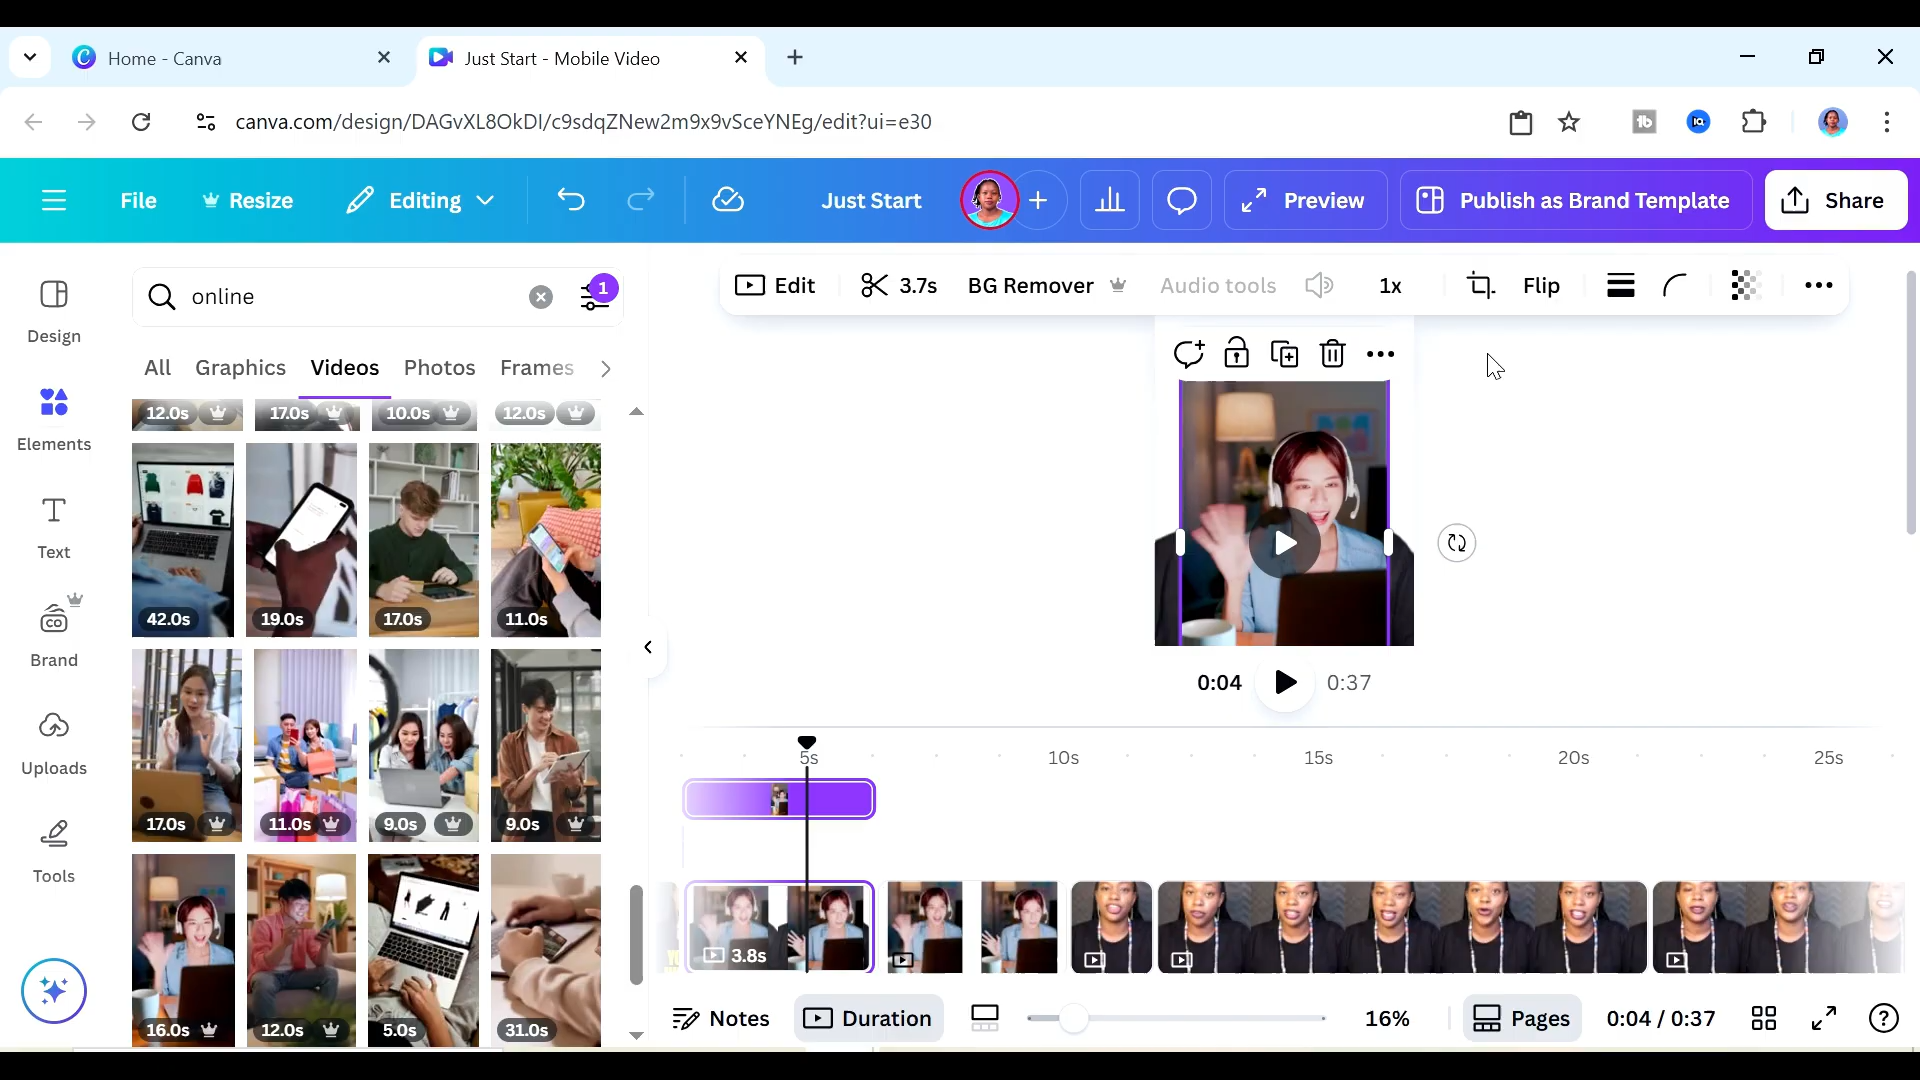 Home - Canva
Just Start - Mobile Video
canva.com/design/DAGvXL8OkDI/c9sdqZNew2m9x9vSceYNEg/edit?ui=e30
File
Resize
Editing
Just Start
Preview
Publish as Brand Template
Share
Design
Elements
Text
Brand
Uploads
Tools
online
1
All
Graphics
Videos
Photos
Frames
12.0s
17.0s
10.0s
12.0s
42.0s
19.0s
17.0s
11.0s
17.0s
11.0s
9.0s
9.0s
16.0s
12.0s
5.0s
31.0s
Edit
3.7s
BG Remover
Audio tools
1x
Flip
0:04
0:37
5s
10s
15s
20s
25s
3.8s
Notes
Duration
16%
Pages
0:04 / 0:37